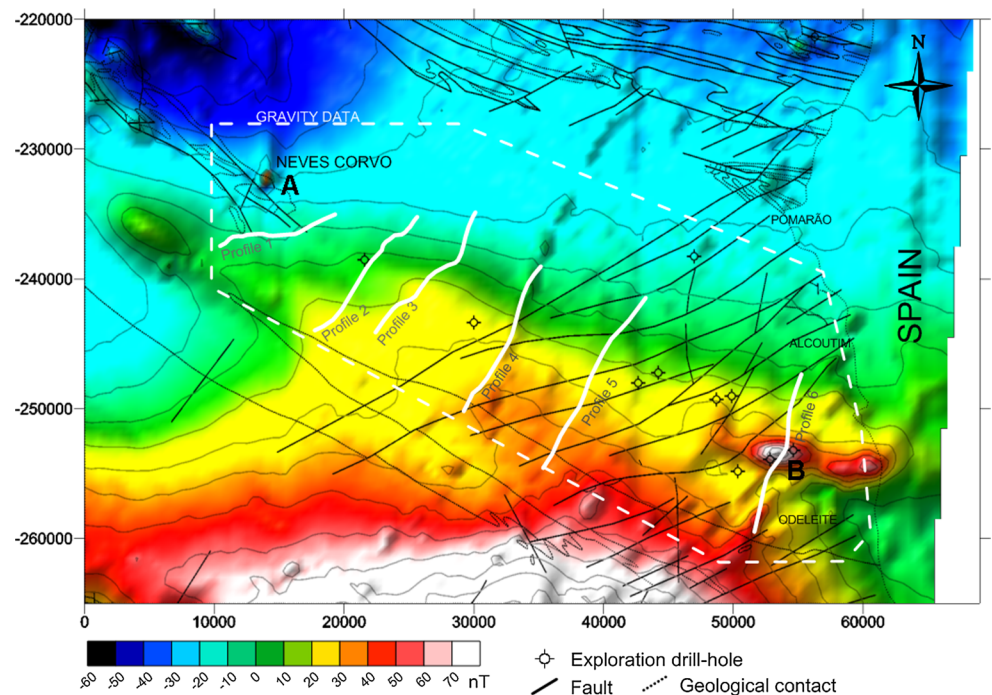 -220000
N
GRAVITY DATA
-230000
NEVES CORVO
A
POMARÃO
Profile 1
-240000
SPAIN
Profile 2
Profile 3
ALCOUTIM
Profile 4
Profile 5
Profile 6
-250000
B
ODELEITE
-260000
0 10000 20000 30000 40000 50000 60000
-60 -50 -40 -30 -20 -10 0 10 20 30 40 50 60 70 nT
Exploration drill-hole
Fault
Geological contact